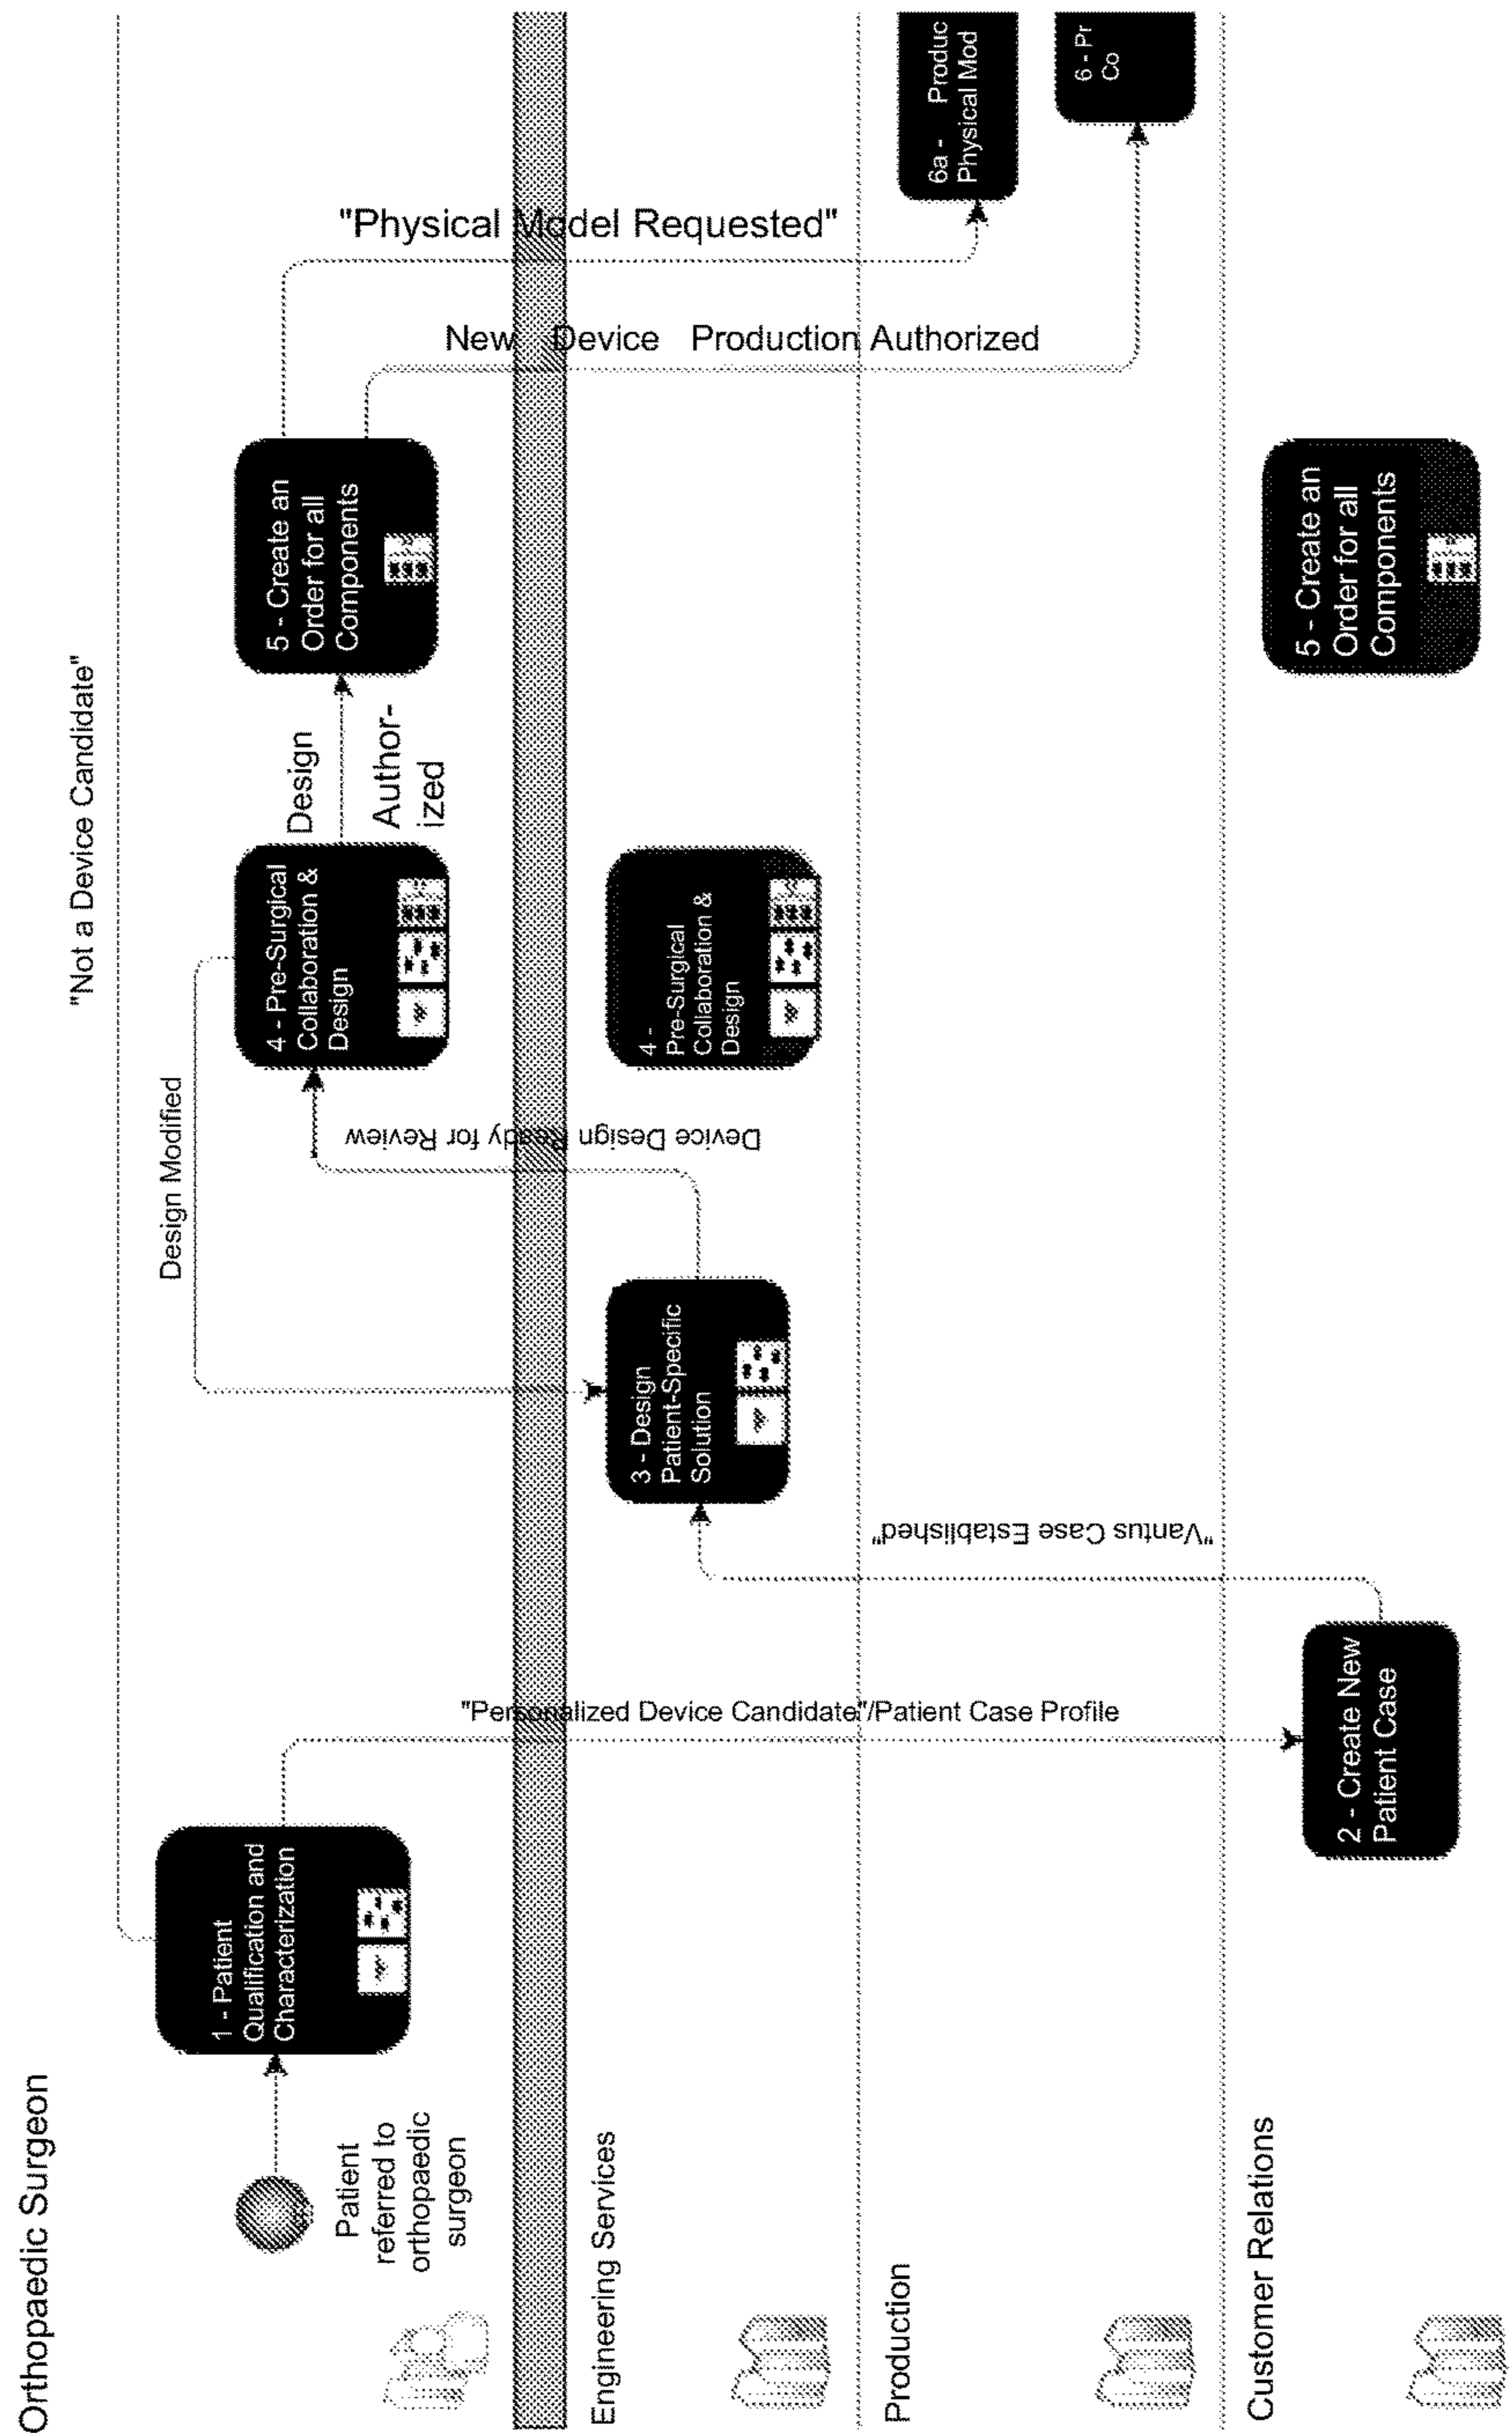 Orthopaedic Surgeon
"Not a Device Candidate"
Patient
referred to
orthopaedic
surgeon
1 - Patient
Qualification and
Characterization
Design Modified
4 - Pre-Surgical
Collaboration &
Design
Design
Author-
ized
5 - Create an
Order for all
Components
"Physical Model Requested"
New Device Production Authorized
"Personalized Device Candidate"/Patient Case Profile
Device Design Ready for Review
Engineering Services
3 - Design
Patient-Specific
Solution
4 -
Pre-Surgical
Collaboration &
Design
"Vantus Case Established"
Production
6a - Produc
Physical Mod
6 - Pr
Co
Customer Relations
2 - Create New
Patient Case
5 - Create an
Order for all
Components